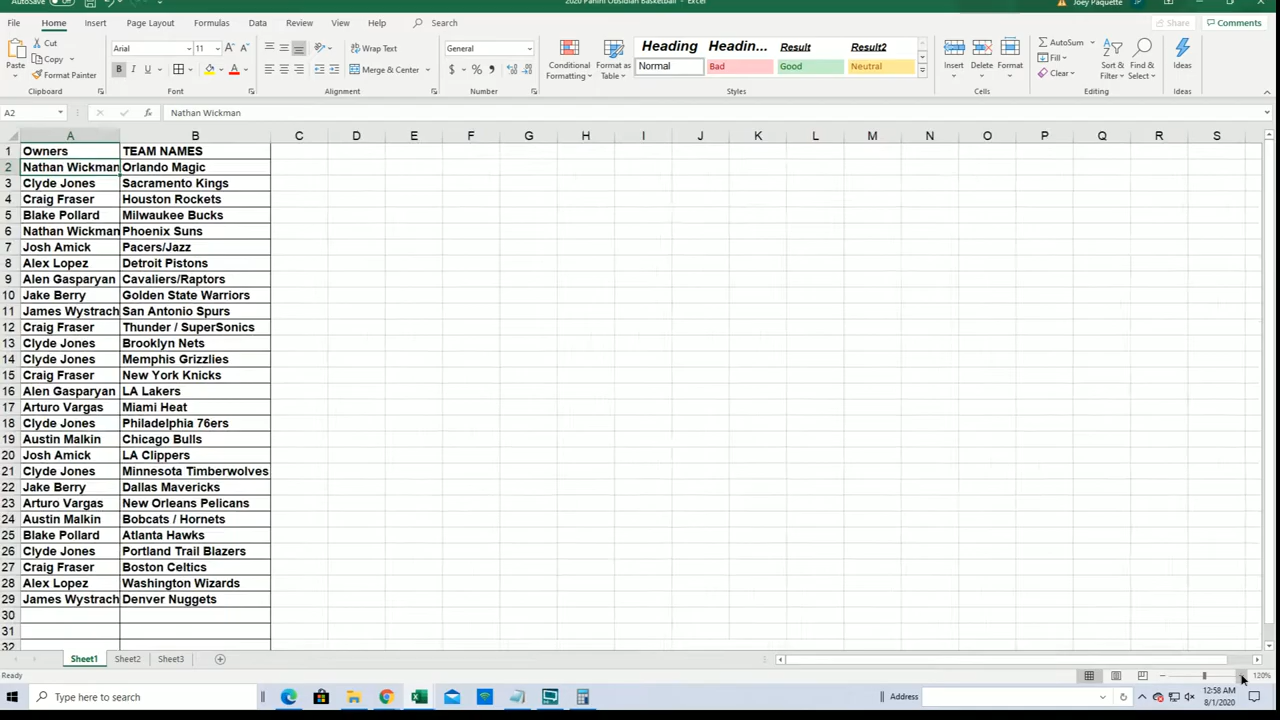 AutoSave Off 2020 Panini Obsidian Basketball - Excel Joey Paquette
File Home Insert Page Layout Formulas Data Review View Help Search Share Comments
Cut Arial 11 Wrap Text General Heading Headin... Result Result2 AutoSum
Copy Fill
Paste Format Painter Merge & Center Conditional Formatting Format as Table Normal Bad Good Neutral Insert Delete Format Clear Sort & Filter Find & Select Ideas
Clipboard Font Alignment Number Styles Cells Editing Ideas
A2 Nathan Wickman
A B C D E F G H I J K L M N O P Q R S
1 Owners TEAM NAMES
2 Nathan Wickman Orlando Magic
3 Clyde Jones Sacramento Kings
4 Craig Fraser Houston Rockets
5 Blake Pollard Milwaukee Bucks
6 Nathan Wickman Phoenix Suns
7 Josh Amick Pacers/Jazz
8 Alex Lopez Detroit Pistons
9 Alen Gasparyan Cavaliers/Raptors
10 Jake Berry Golden State Warriors
11 James Wystrach San Antonio Spurs
12 Craig Fraser Thunder / SuperSonics
13 Clyde Jones Brooklyn Nets
14 Clyde Jones Memphis Grizzlies
15 Craig Fraser New York Knicks
16 Alen Gasparyan LA Lakers
17 Arturo Vargas Miami Heat
18 Clyde Jones Philadelphia 76ers
19 Austin Malkin Chicago Bulls
20 Josh Amick LA Clippers
21 Clyde Jones Minnesota Timberwolves
22 Jake Berry Dallas Mavericks
23 Arturo Vargas New Orleans Pelicans
24 Austin Malkin Bobcats / Hornets
25 Blake Pollard Atlanta Hawks
26 Clyde Jones Portland Trail Blazers
27 Craig Fraser Boston Celtics
28 Alex Lopez Washington Wizards
29 James Wystrach Denver Nuggets
30
31
32
Sheet1 Sheet2 Sheet3
Ready 120%
Type here to search Address 12:58 AM
8/1/2020